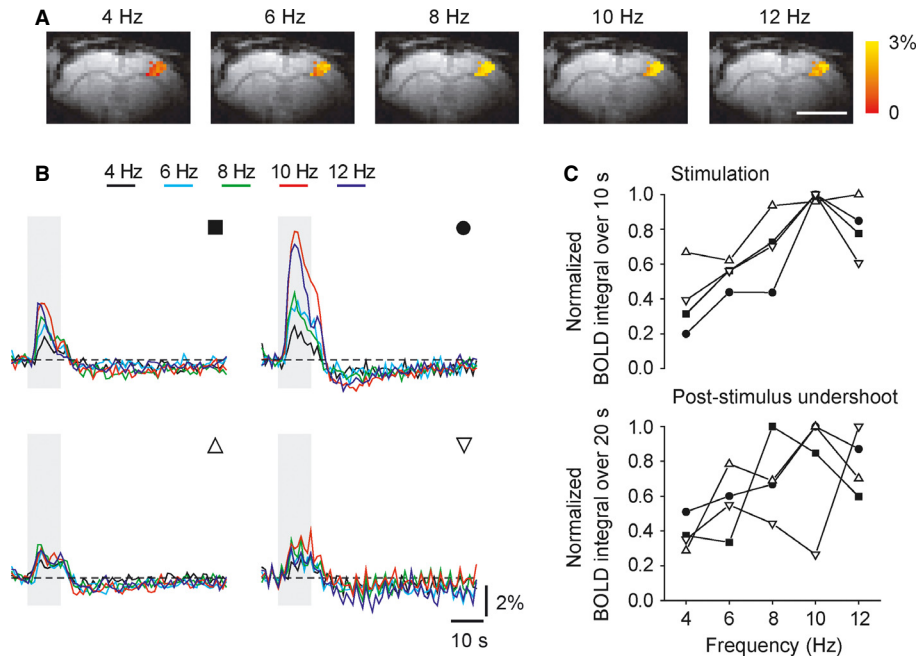 A
4 Hz 6 Hz 8 Hz 10 Hz 12 Hz
3%
0
B
4 Hz 6 Hz 8 Hz 10 Hz 12 Hz
2%
10 s
C
Stimulation
Normalized
BOLD integral over 10 s
1.0
0.8
0.6
0.4
0.2
0.0
Post-stimulus undershoot
Normalized
BOLD integral over 20 s
1.0
0.8
0.6
0.4
0.2
0.0
4 6 8 10 12
Frequency (Hz)